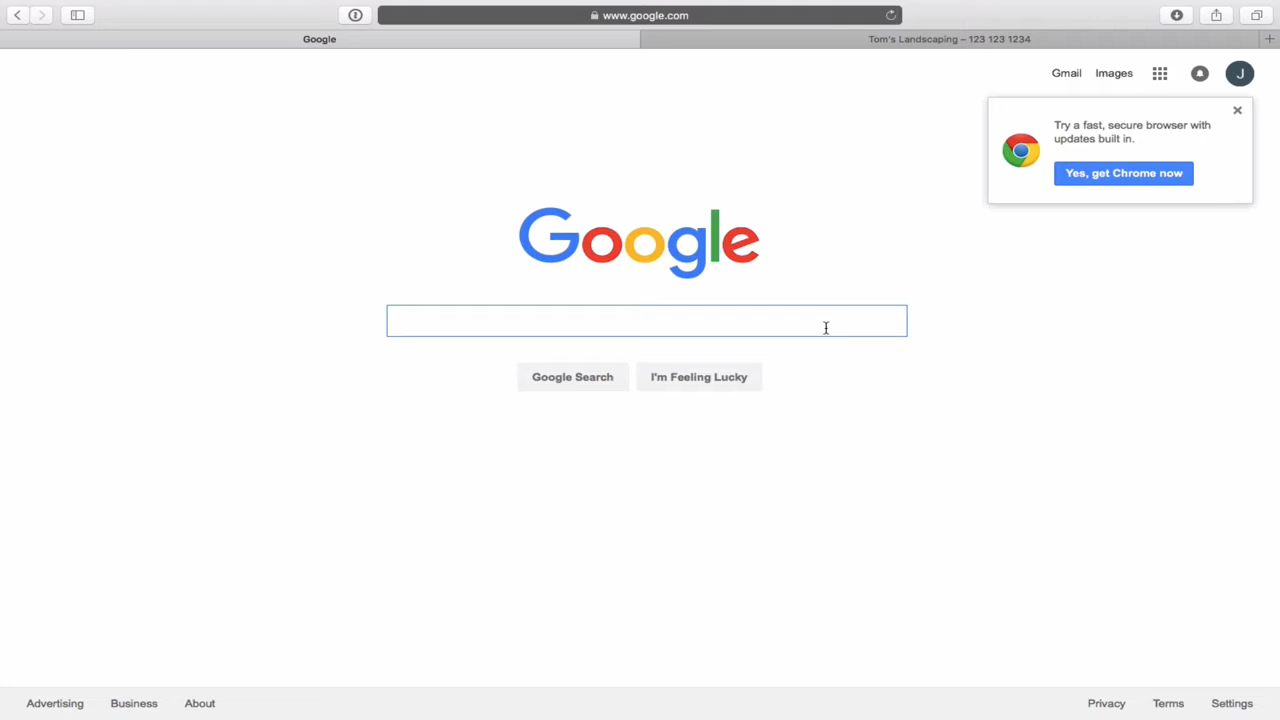 www.google.com
Google
Tom's Landscaping – 123 123 1234
Gmail
Images
J
Try a fast, secure browser with
updates built in.
Yes, get Chrome now
Google
Google Search
I'm Feeling Lucky
Advertising
Business
About
Privacy
Terms
Settings